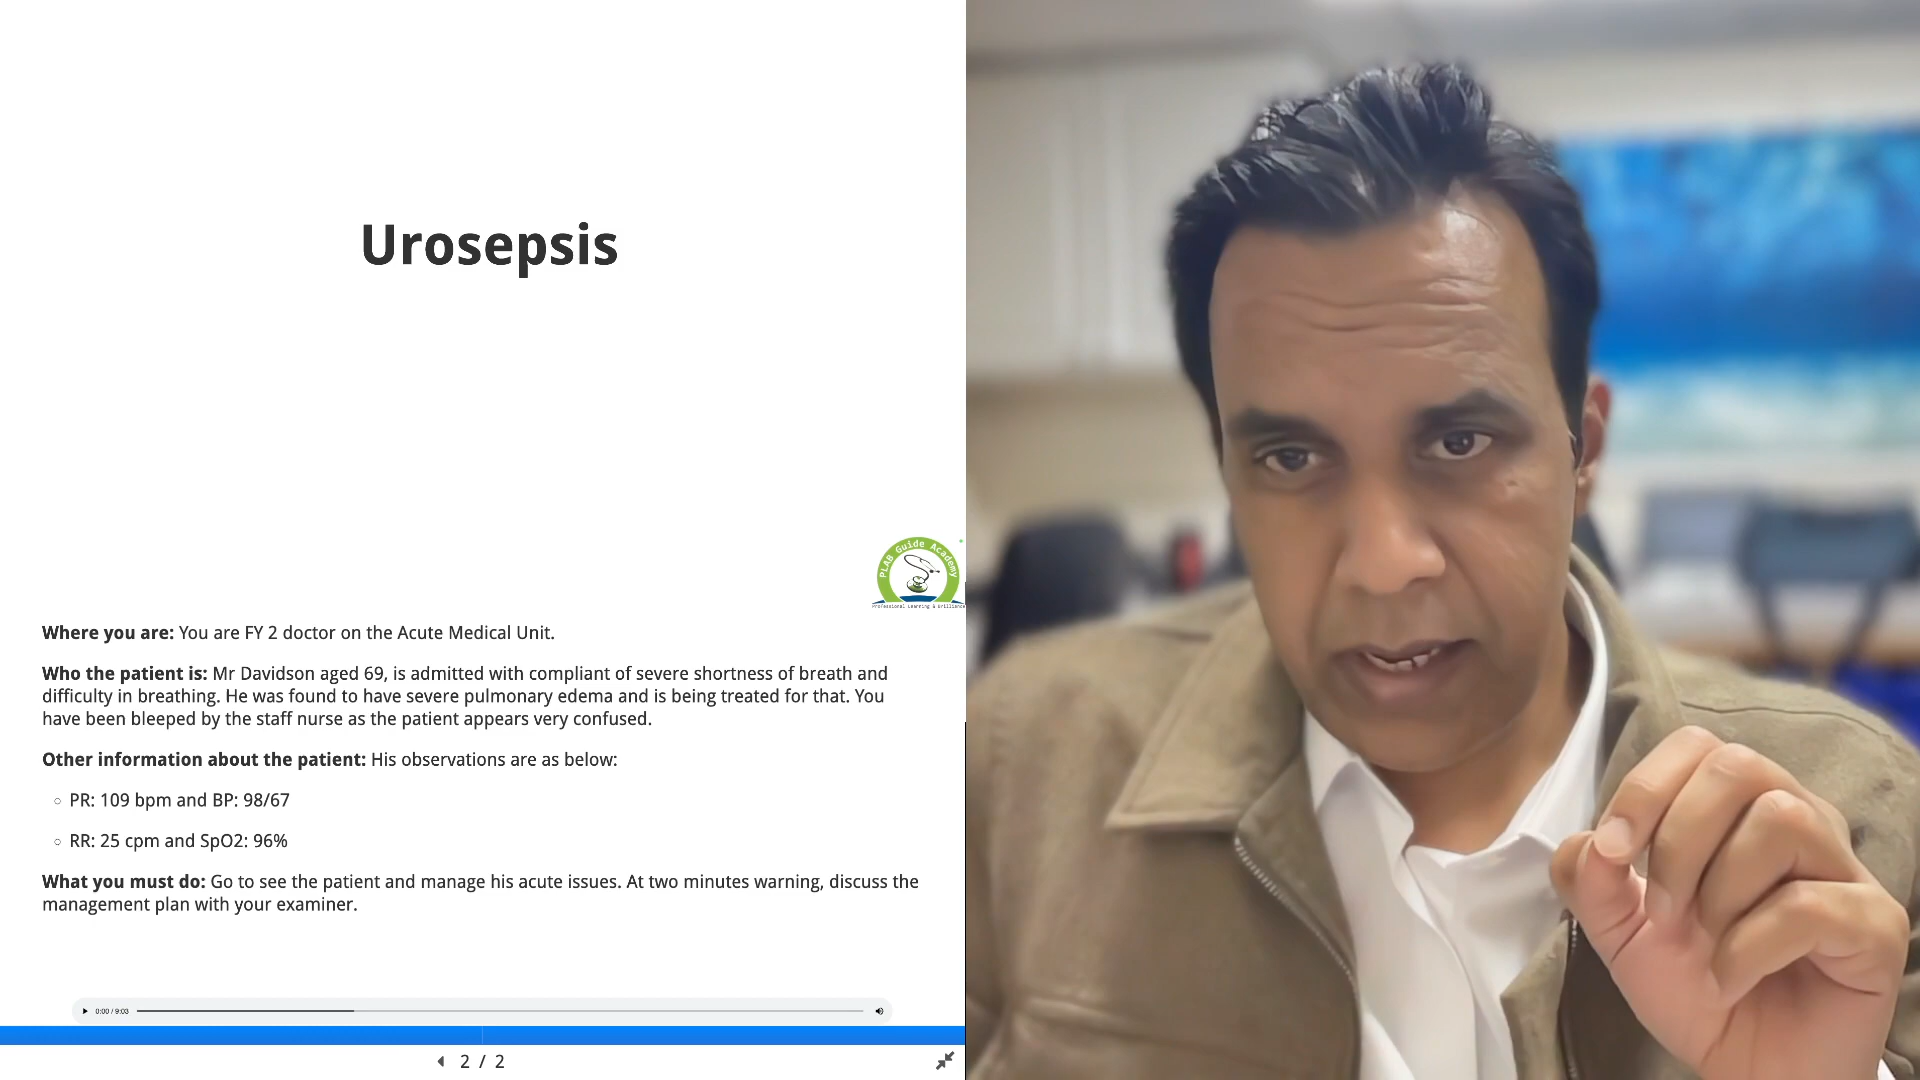 Urosepsis
PLAB Guide Academy
Professional Learning & Brilliance
Where you are: You are FY 2 doctor on the Acute Medical Unit.
Who the patient is: Mr Davidson aged 69, is admitted with compliant of severe shortness of breath and
difficulty in breathing. He was found to have severe pulmonary edema and is being treated for that. You
have been bleeped by the staff nurse as the patient appears very confused.
Other information about the patient: His observations are as below:
PR: 109 bpm and BP: 98/67
RR: 25 cpm and SpO2: 96%
What you must do: Go to see the patient and manage his acute issues. At two minutes warning, discuss the
management plan with your examiner.
0:00 / 9:03
2 / 2